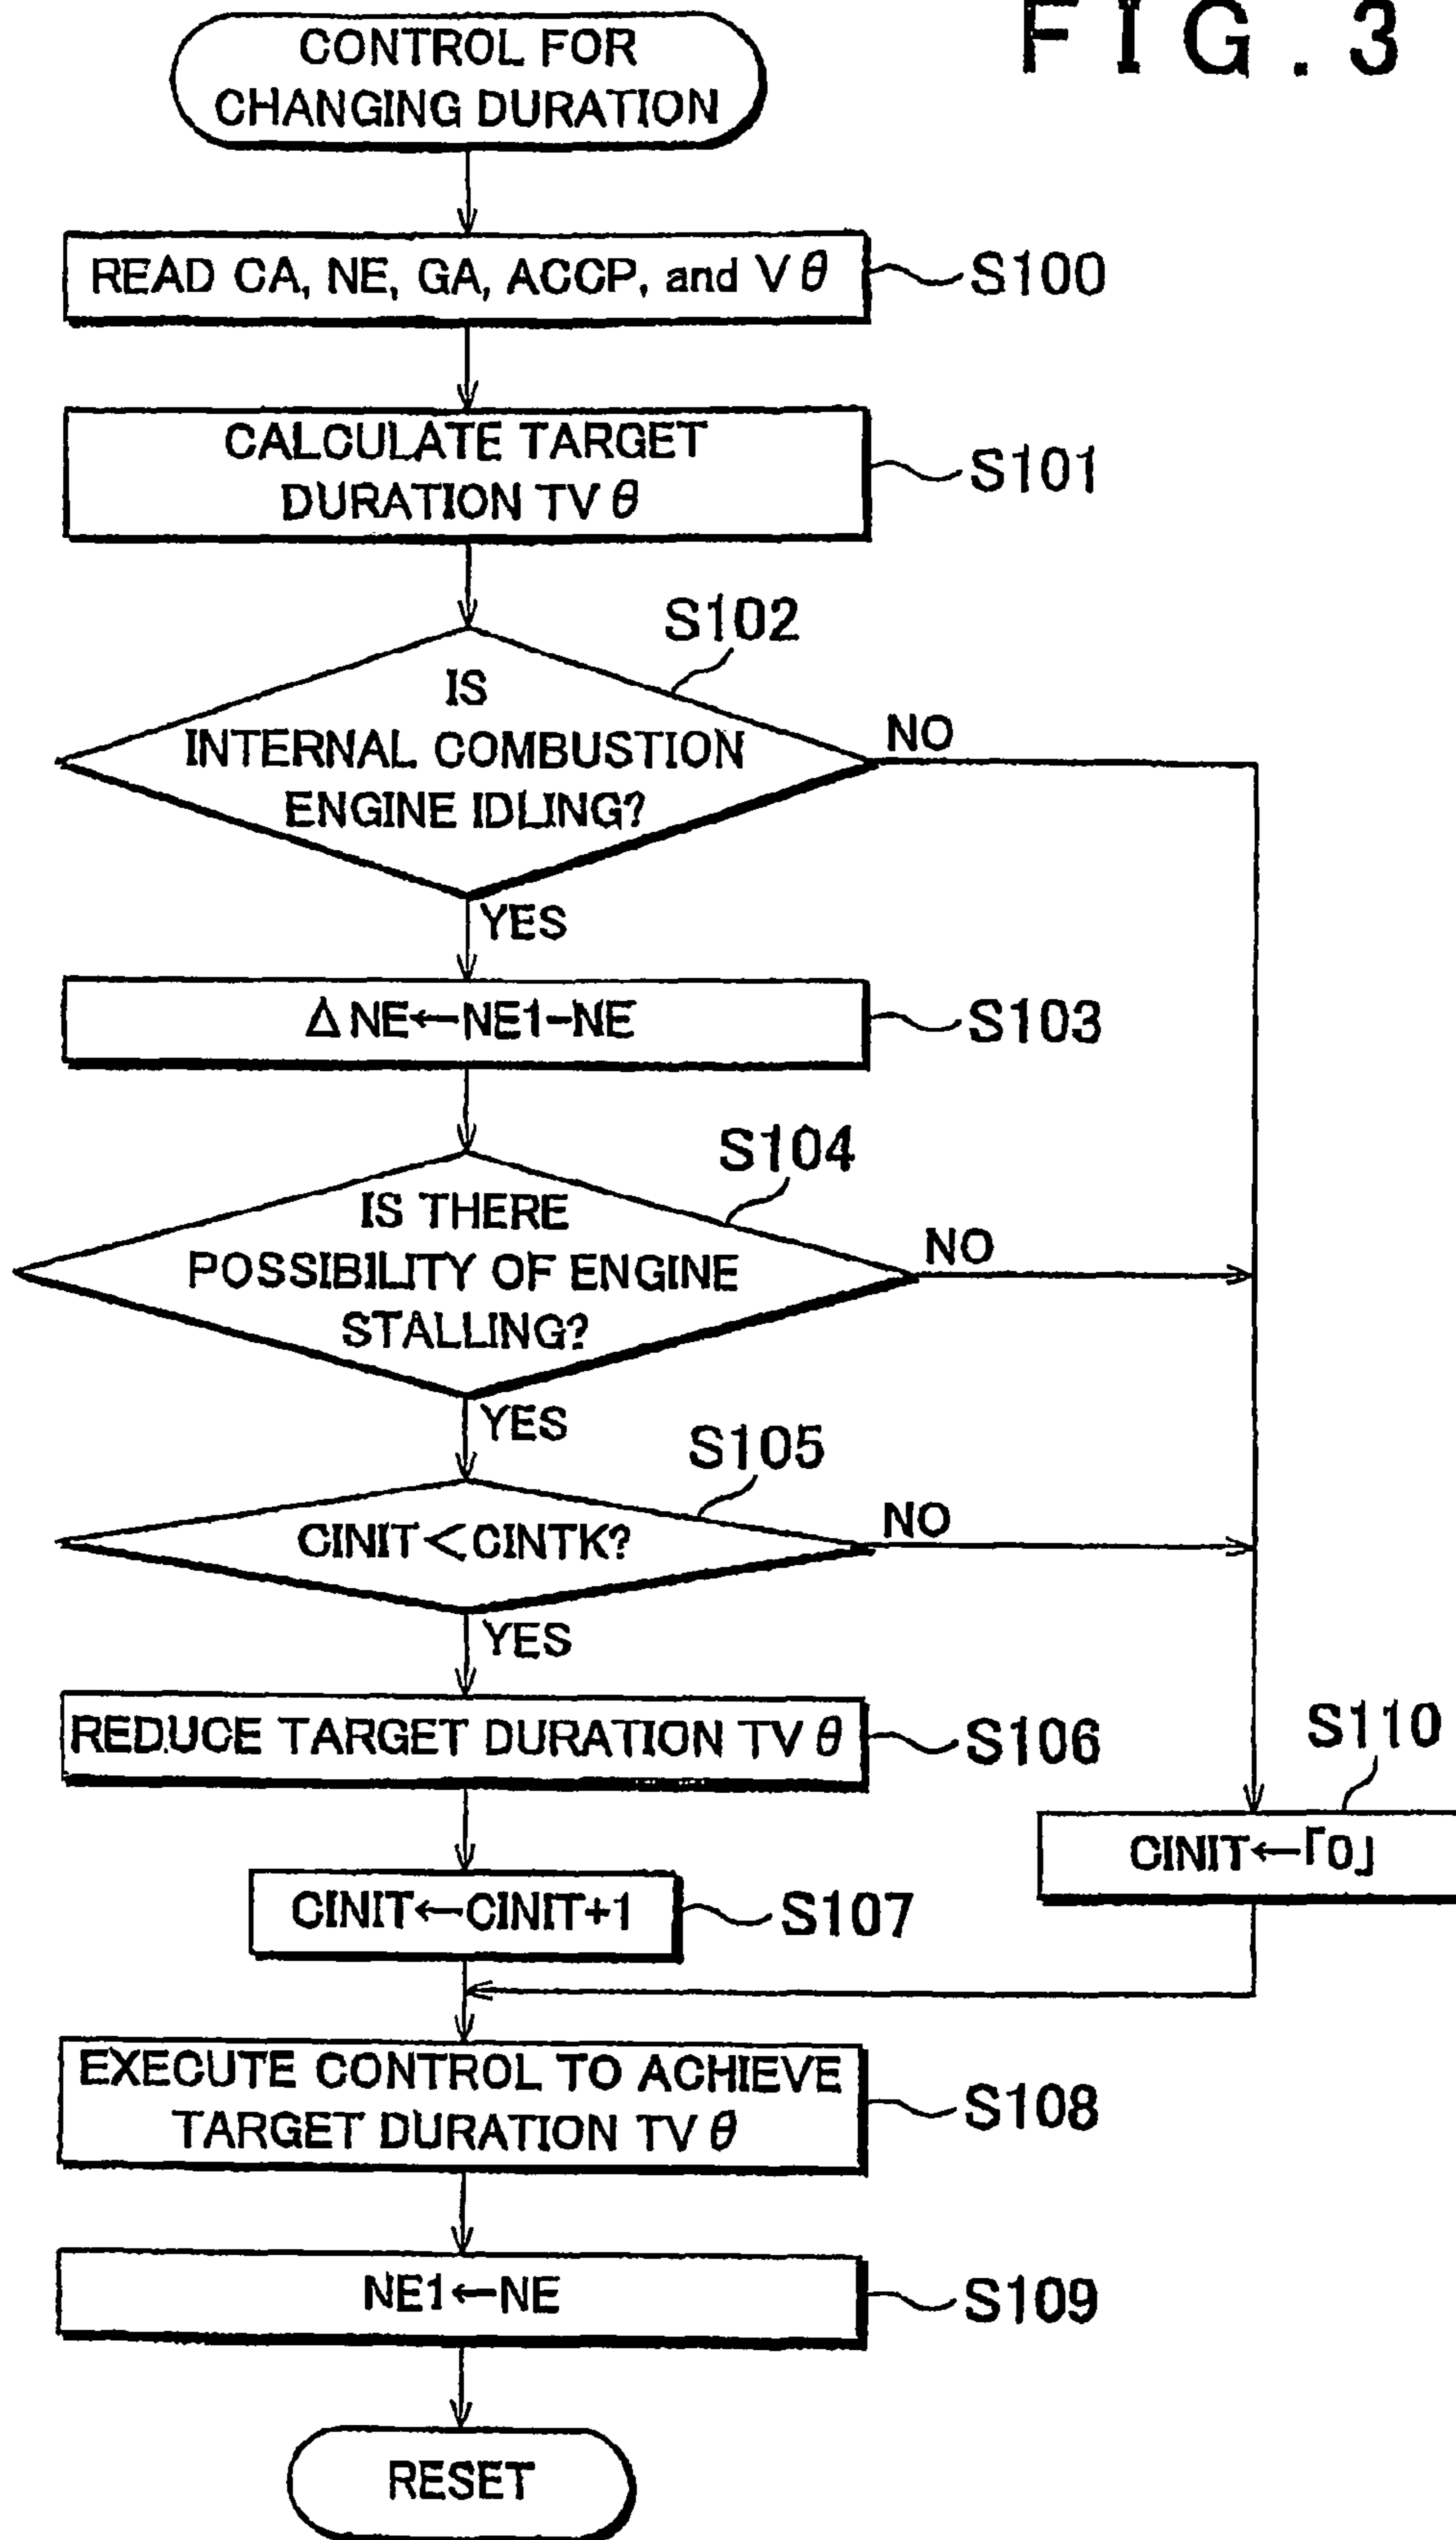 FIG. 3
CONTROL FOR
CHANGING DURATION
READ CA, NE, GA, ACCP, and Vθ
S100
CALCULATE TARGET
DURATION TVθ
S101
S102
IS
INTERNAL COMBUSTION
ENGINE IDLING?
NO
YES
ΔNE←NE1-NE
S103
S104
IS THERE
POSSIBILITY OF ENGINE
STALLING?
NO
YES
S105
CINIT<CINTK?
NO
YES
REDUCE TARGET DURATION TVθ
S106
S110
CINIT←「0」
CINIT←CINIT+1
S107
EXECUTE CONTROL TO ACHIEVE
TARGET DURATION TVθ
S108
NE1←NE
S109
RESET